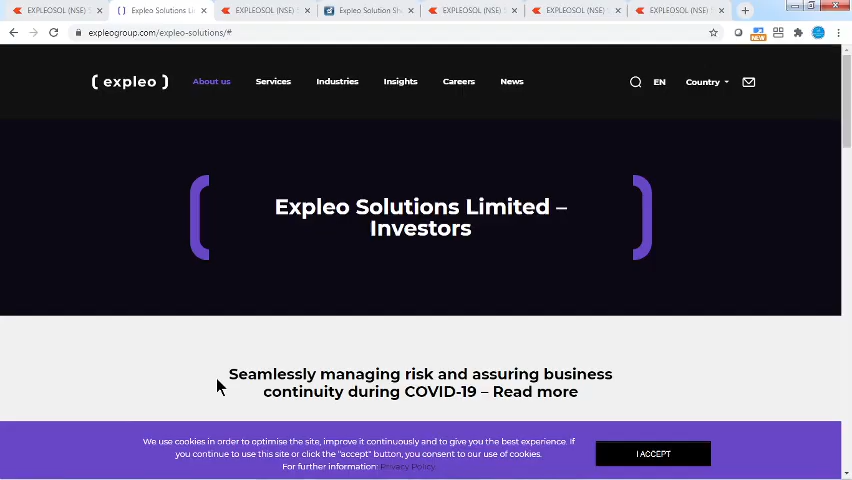 EXPLEOSOL (NSE) S
Expleo Solutions Li
EXPLEOSOL (NSE) S
Expleo Solution Sh
EXPLEOSOL (NSE) S
EXPLEOSOL (NSE) S
EXPLEOSOL (NSE) S
expleogroup.com/expleo-solutions/#
NEW
( expleo )
About us
Services
Industries
Insights
Careers
News
EN
Country
Expleo Solutions Limited –
Investors
Seamlessly managing risk and assuring business
continuity during COVID-19 – Read more
We use cookies in order to optimise the site, improve it continuously and to give you the best experience. If
you continue to use this site or click the "accept" button, you consent to our use of cookies.
For further information: Privacy Policy.
I ACCEPT